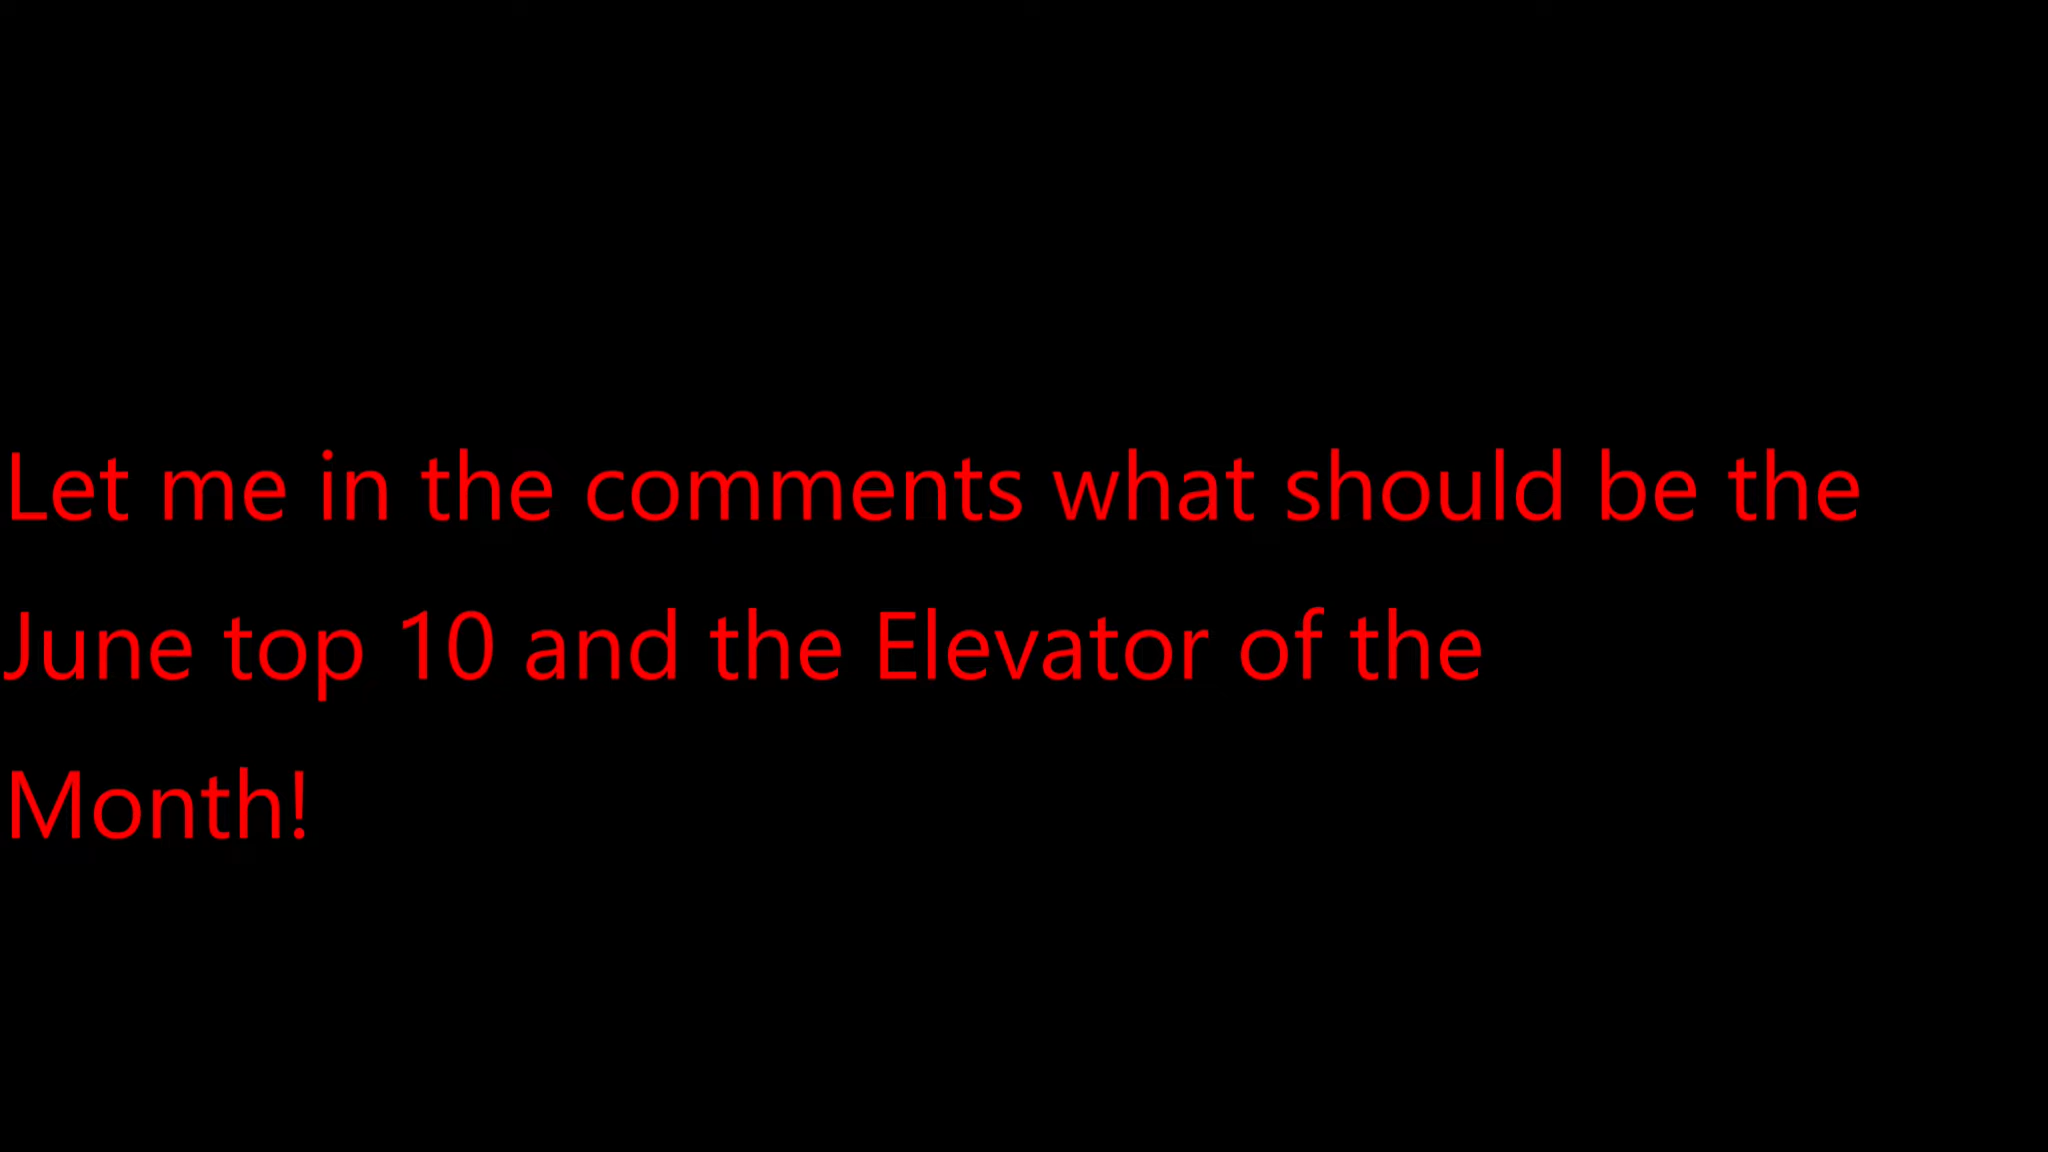 Let me in the comments what should be the
June top 10 and the Elevator of the
Month!